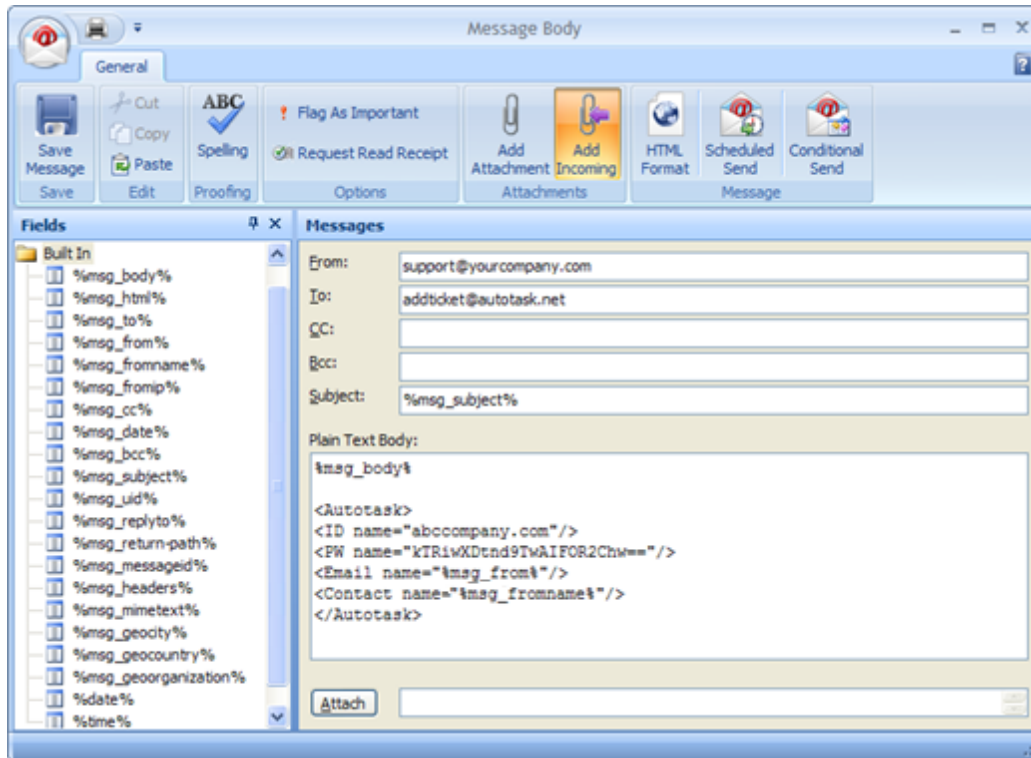 Message Body
General
Save Message
Save
Cut
Copy
Paste
Edit
ABC
Spelling
Proofing
Flag As Important
Request Read Receipt
Options
Add Attachment
Add Incoming
Attachments
HTML Format
Scheduled Send
Conditional Send
Message
Fields
Built In
%msg_body%
%msg_html%
%msg_to%
%msg_from%
%msg_fromname%
%msg_fromip%
%msg_cc%
%msg_date%
%msg_bcc%
%msg_subject%
%msg_uid%
%msg_replyto%
%msg_return-path%
%msg_messageid%
%msg_headers%
%msg_mimetext%
%msg_geocity%
%msg_geocountry%
%msg_geoorganization%
%date%
%time%
Messages
From: support@yourcompany.com
To: addticket@autotask.net
CC:
Bcc:
Subject: %msg_subject%
Plain Text Body:
%msg_body%
<Autotask>
<ID name="abccompany.com"/>
<PW name="kTRiwXDtnd9TwAIFOR2Chw=="/>
<Email name="%msg_from%"/>
<Contact name="%msg_fromname%"/>
</Autotask>
Attach